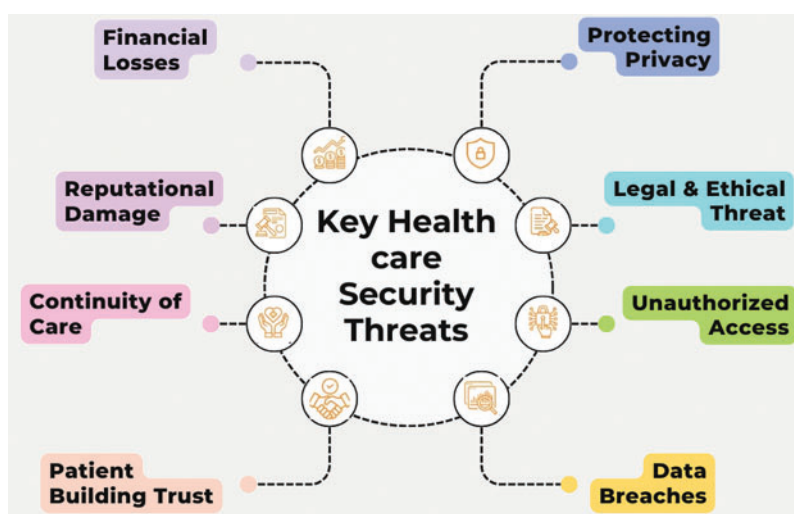 Financial
Losses
Protecting
Privacy
Reputational
Damage
Legal & Ethical
Threat
Key Health
care
Security
Threats
Continuity of
Care
Unauthorized
Access
Patient
Building Trust
Data
Breaches